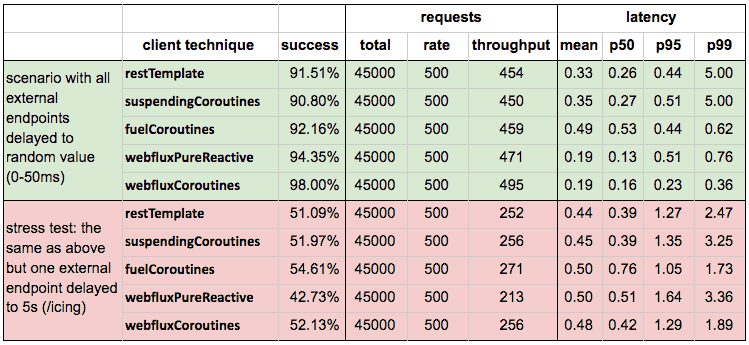 requests latency
client technique success total rate throughput mean p50 p95 p99
scenario with all external endpoints delayed to random value (0-50ms)
restTemplate 91.51% 45000 500 454 0.33 0.26 0.44 5.00
suspendingCoroutines 90.80% 45000 500 450 0.35 0.27 0.51 5.00
fuelCoroutines 92.16% 45000 500 459 0.49 0.53 0.44 0.62
webfluxPureReactive 94.35% 45000 500 471 0.19 0.13 0.51 0.76
webfluxCoroutines 98.00% 45000 500 495 0.19 0.16 0.23 0.36
stress test: the same as above but one external endpoint delayed to 5s (/icing)
restTemplate 51.09% 45000 500 252 0.44 0.39 1.27 2.47
suspendingCoroutines 51.97% 45000 500 256 0.45 0.39 1.35 3.25
fuelCoroutines 54.61% 45000 500 271 0.50 0.76 1.05 1.73
webfluxPureReactive 42.73% 45000 500 213 0.50 0.51 1.64 3.36
webfluxCoroutines 52.13% 45000 500 256 0.48 0.42 1.29 1.89